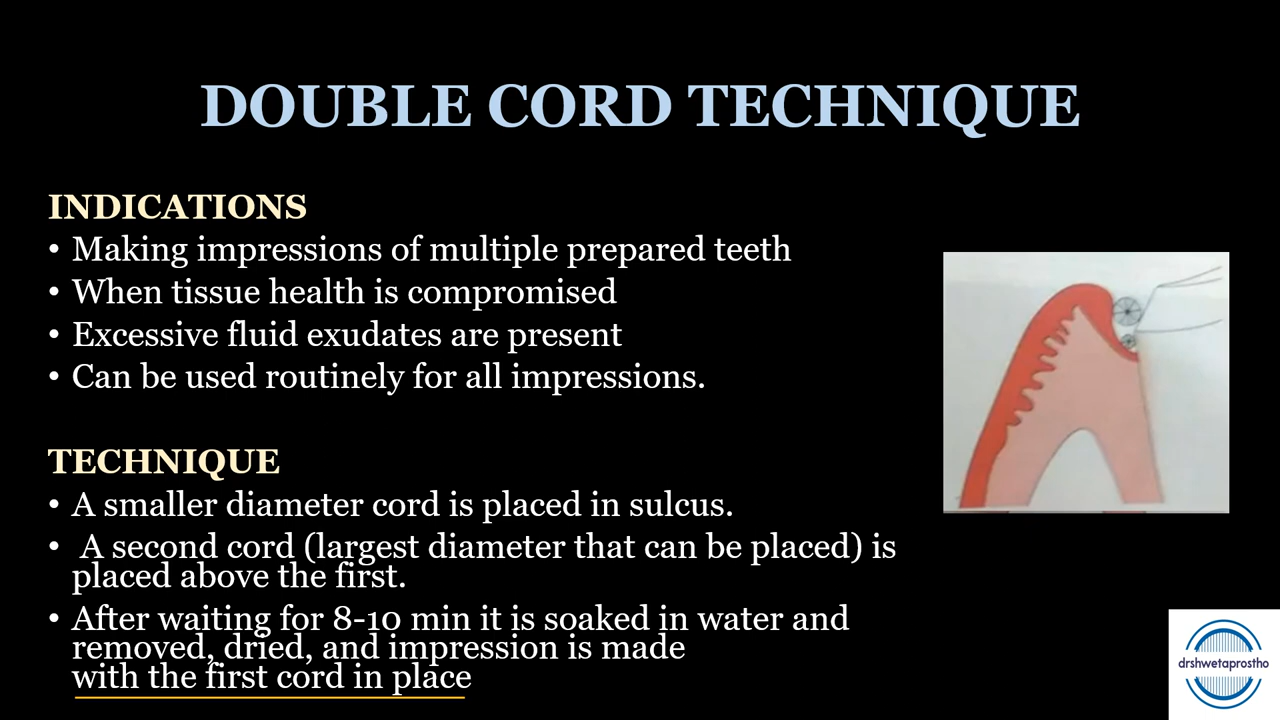 DOUBLE CORD TECHNIQUE
INDICATIONS
• Making impressions of multiple prepared teeth
• When tissue health is compromised
• Excessive fluid exudates are present
• Can be used routinely for all impressions.
TECHNIQUE
• A smaller diameter cord is placed in sulcus.
• A second cord (largest diameter that can be placed) is
placed above the first.
• After waiting for 8-10 min it is soaked in water and
removed, dried, and impression is made
with the first cord in place
drshwetaprostho